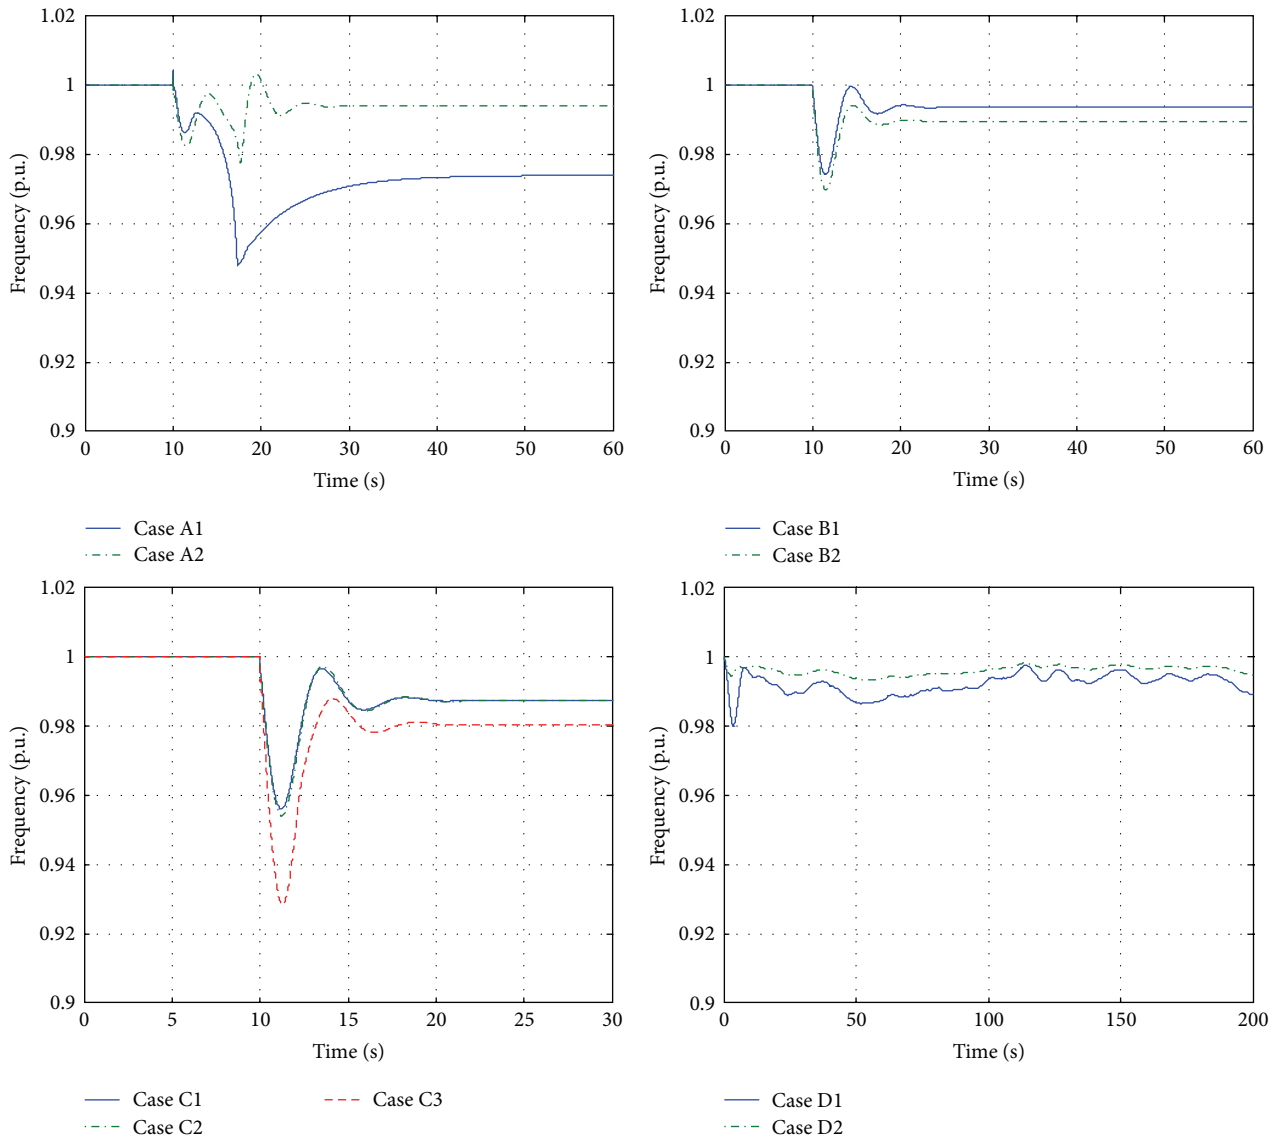 1.02
1
0.98
0.96
0.94
0.92
0.9
Frequency (p.u.)
0 10 20 30 40 50 60
Time (s)
Case A1
Case A2
1.02
1
0.98
0.96
0.94
0.92
0.9
Frequency (p.u.)
0 10 20 30 40 50 60
Time (s)
Case B1
Case B2
1.02
1
0.98
0.96
0.94
0.92
0.9
Frequency (p.u.)
0 5 10 15 20 25 30
Time (s)
Case C1
Case C2
Case C3
1.02
1
0.98
0.96
0.94
0.92
0.9
Frequency (p.u.)
0 50 100 150 200
Time (s)
Case D1
Case D2